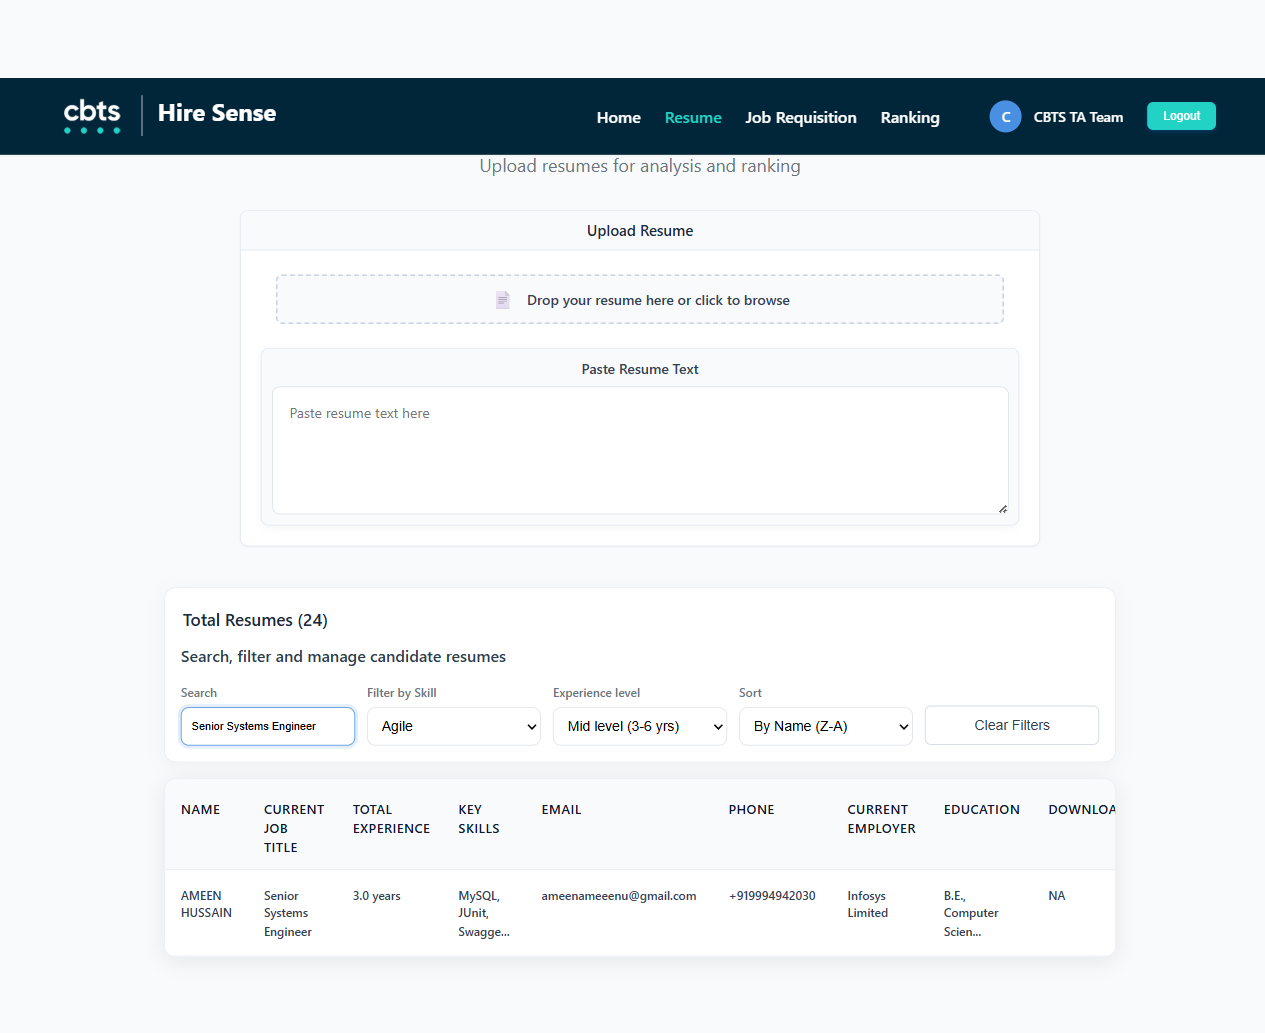 cbts
Hire Sense
Home
Resume
Job Requisition
Ranking
C
CBTS TA Team
Logout
Upload resumes for analysis and ranking
Upload Resume
Drop your resume here or click to browse
Paste Resume Text
Paste resume text here
Total Resumes (24)
Search, filter and manage candidate resumes
Search
Filter by Skill
Experience level
Sort
Senior Systems Engineer
Agile
Mid level (3-6 yrs)
By Name (Z-A)
Clear Filters
NAME
CURRENT
JOB
TITLE
TOTAL
EXPERIENCE
KEY
SKILLS
EMAIL
PHONE
CURRENT
EMPLOYER
EDUCATION
DOWNLOA
AMEEN
HUSSAIN
Senior
Systems
Engineer
3.0 years
MySQL,
JUnit,
Swagge...
ameenameeenu@gmail.com
+919994942030
Infosys
Limited
B.E.,
Computer
Scien...
NA